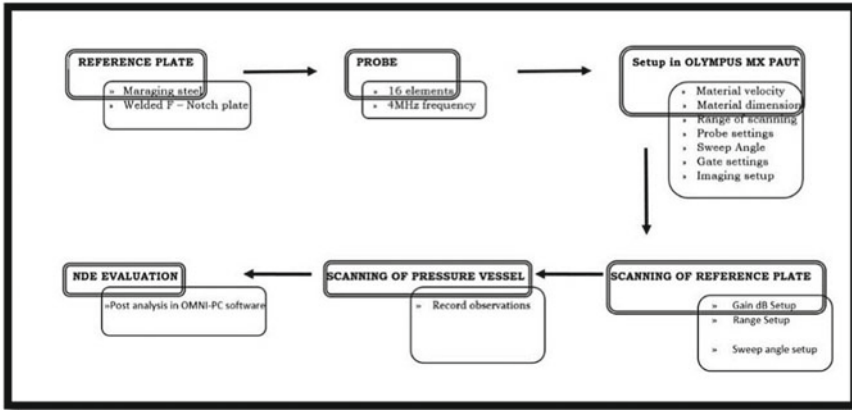 REFERENCE PLATE
» Maraging steel
• Welded F – Notch plate
PROBE
» 16 elements
• 4MHz frequency
Setup in OLYMPUS MX PAUT
» Material velocity
• Material dimension
» Range of scanning
• Probe settings
» Sweep Angle
» Gate settings
» Imaging setup
SCANNING OF REFERENCE PLATE
» Gain dB Setup
» Range Setup
» Sweep angle setup
SCANNING OF PRESSURE VESSEL
» Record observations
NDE EVALUATION
»Post analysis in OMNI-PC software